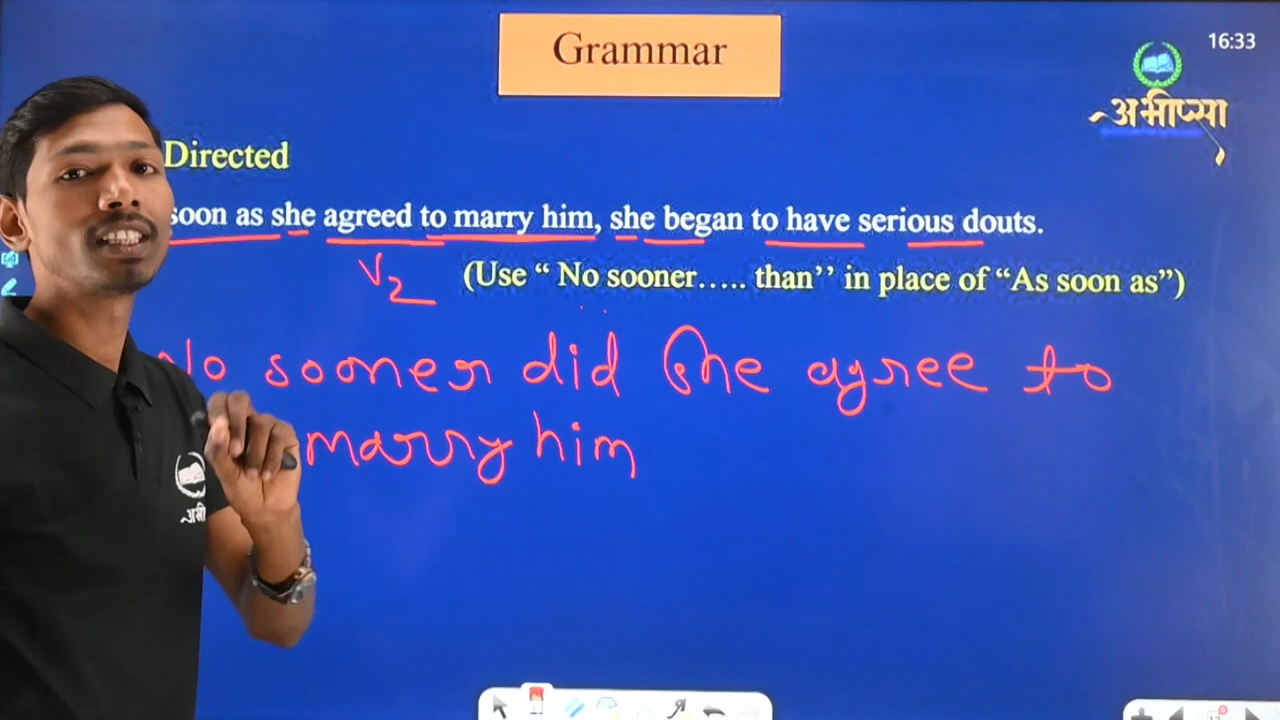 Grammar
16:33
अभीप्सा
Directed
soon as she agreed to marry him, she began to have serious douts.
V2
(Use “ No sooner….. than’’ in place of “As soon as”)
No sooner did she agree to
marry him
अभी